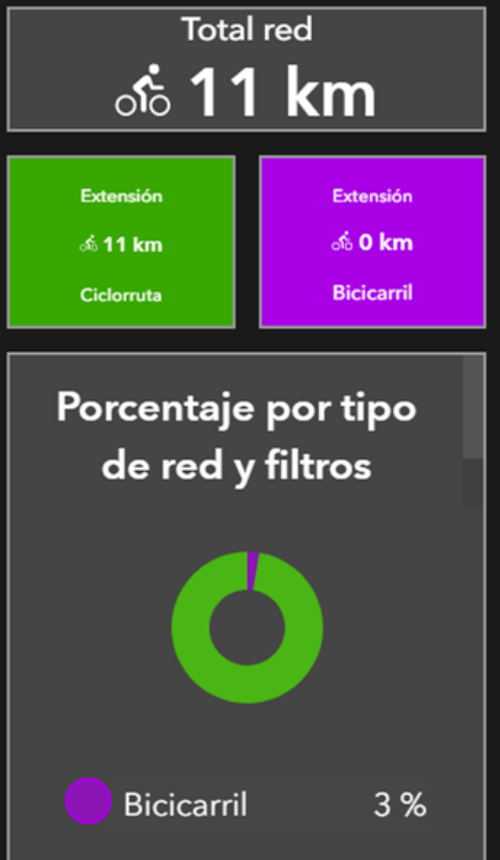 Total red
11 km
Extensión
11 km
Ciclorruta
Extensión
0 km
Bicicarril
Porcentaje por tipo
de red y filtros
Bicicarril 3 %